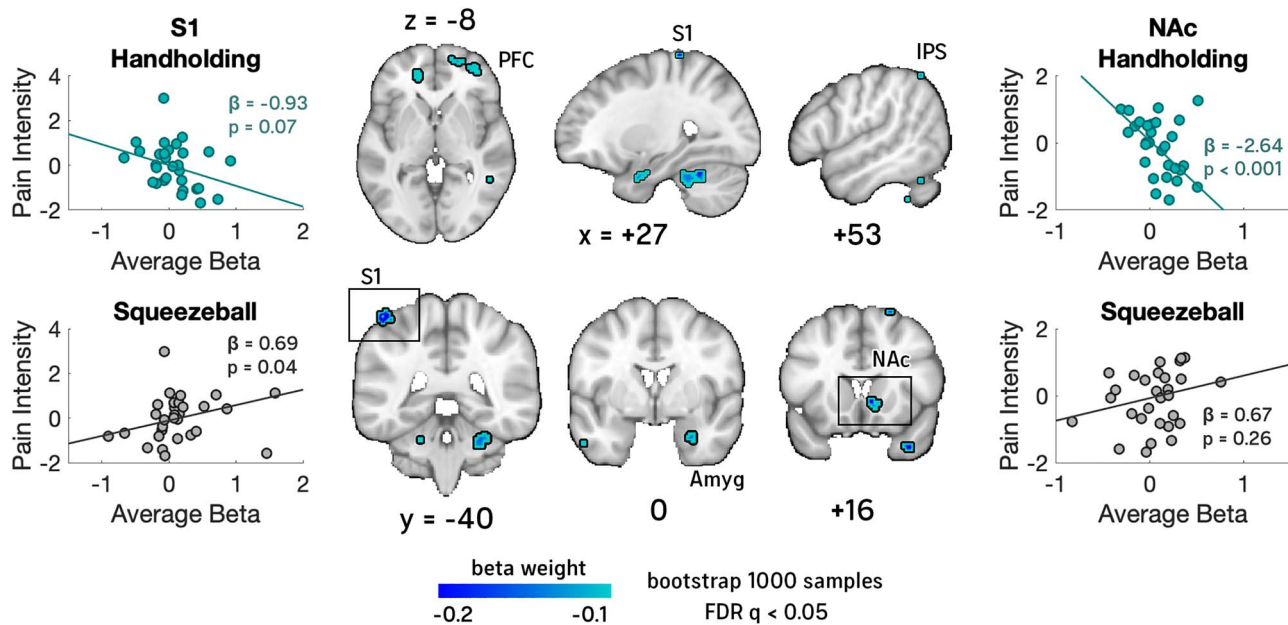 S1
Handholding
4
2
0
-2
Pain Intensity
β = -0.93
p = 0.07
-1
0
1
2
Average Beta
z = -8
PFC
S1
IPS
x = +27
+53
NAc
Handholding
2
0
-2
Pain Intensity
β = -2.64
p < 0.001
-1
0
1
Average Beta
Squeezeball
4
2
0
-2
Pain Intensity
β = 0.69
p = 0.04
-1
0
1
2
Average Beta
S1
y = -40
Amyg
0
NAc
+16
Squeezeball
2
0
-2
Pain Intensity
β = 0.67
p = 0.26
-1
0
1
Average Beta
beta weight
-0.2
-0.1
bootstrap 1000 samples
FDR q < 0.05